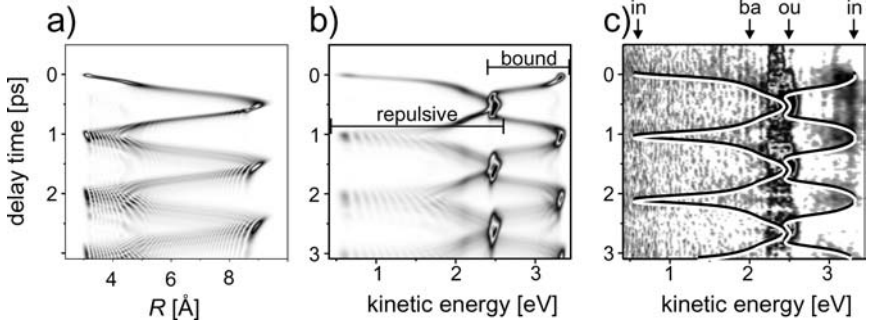 a)
b)
c)
in
ba
ou
in
bound
repulsive
0
1
2
delay time [ps]
4
6
8
R [Å]
0
1
2
3
1
2
3
kinetic energy [eV]
0
1
2
3
1
2
3
kinetic energy [eV]